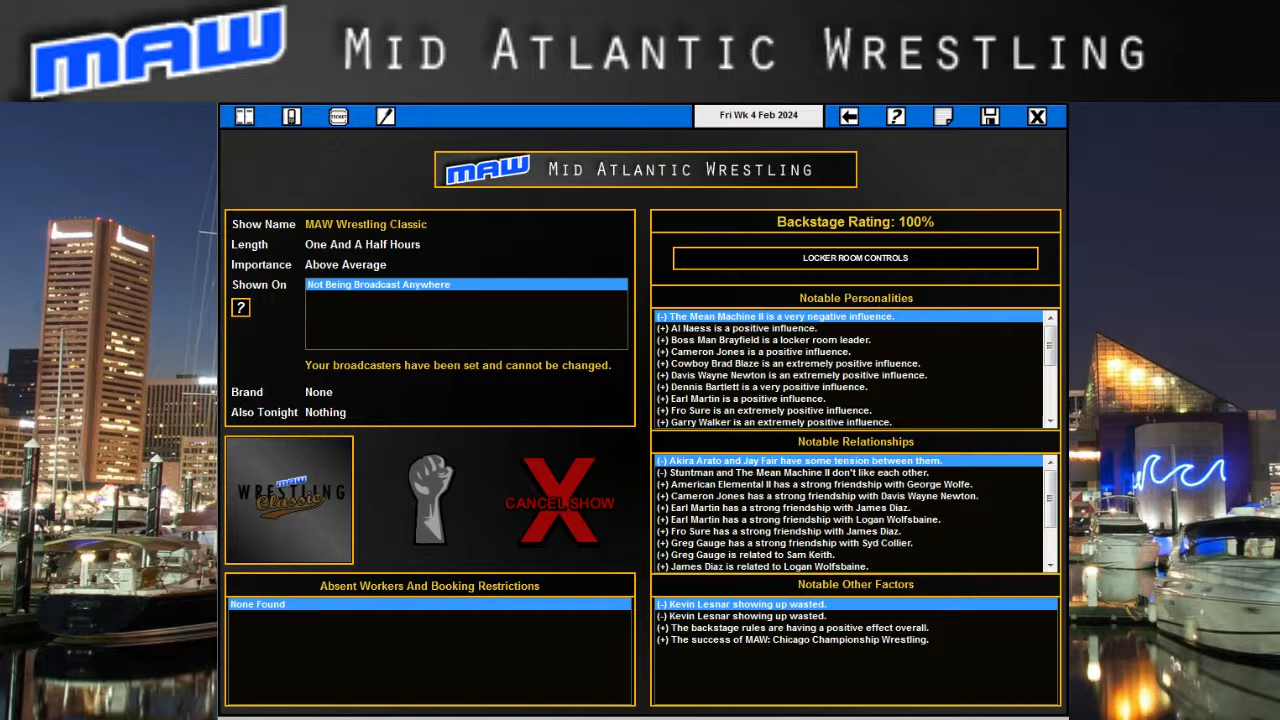 MAW MID ATLANTIC WRESTLING
TICKET
Fri Wk 4 Feb 2024
?
X
MAW MID ATLANTIC WRESTLING
Show Name MAW Wrestling Classic
Length One And A Half Hours
Importance Above Average
Shown On Not Being Broadcast Anywhere
?
Your broadcasters have been set and cannot be changed.
Brand None
Also Tonight Nothing
WRESTLING
MAW
Classic
CANCEL SHOW
Absent Workers And Booking Restrictions
None Found
Backstage Rating: 100%
LOCKER ROOM CONTROLS
Notable Personalities
(-) The Mean Machine II is a very negative influence.
(+) Al Naess is a positive influence.
(+) Boss Man Brayfield is a locker room leader.
(+) Cameron Jones is a positive influence.
(+) Cowboy Brad Blaze is an extremely positive influence.
(+) Davis Wayne Newton is an extremely positive influence.
(+) Dennis Bartlett is a very positive influence.
(+) Earl Martin is a positive influence.
(+) Fro Sure is an extremely positive influence.
(+) Garry Walker is an extremely positive influence.
Notable Relationships
(-) Akira Arato and Jay Fair have some tension between them.
(-) Stuntman and The Mean Machine II don't like each other.
(+) American Elemental II has a strong friendship with George Wolfe.
(+) Cameron Jones has a strong friendship with Davis Wayne Newton.
(+) Earl Martin has a strong friendship with James Diaz.
(+) Earl Martin has a strong friendship with Logan Wolfsbaine.
(+) Fro Sure has a strong friendship with James Diaz.
(+) Greg Gauge has a strong friendship with Syd Collier.
(+) Greg Gauge is related to Sam Keith.
(+) James Diaz is related to Logan Wolfsbaine.
Notable Other Factors
(-) Kevin Lesnar showing up wasted.
(-) Kevin Lesnar showing up wasted.
(+) The backstage rules are having a positive effect overall.
(+) The success of MAW: Chicago Championship Wrestling.